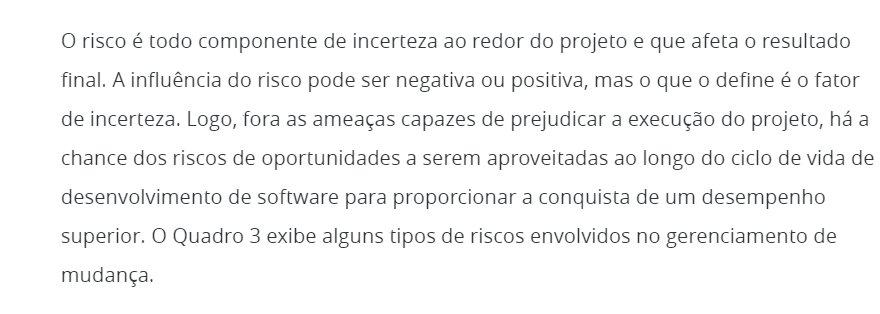 O risco é todo componente de incerteza ao redor do projeto e que afeta o resultado
final. A influência do risco pode ser negativa ou positiva, mas o que o define é o fator
de incerteza. Logo, fora as ameaças capazes de prejudicar a execução do projeto, há a
chance dos riscos de oportunidades a serem aproveitadas ao longo do ciclo de vida de
desenvolvimento de software para proporcionar a conquista de um desempenho
superior. O Quadro 3 exibe alguns tipos de riscos envolvidos no gerenciamento de
mudança.